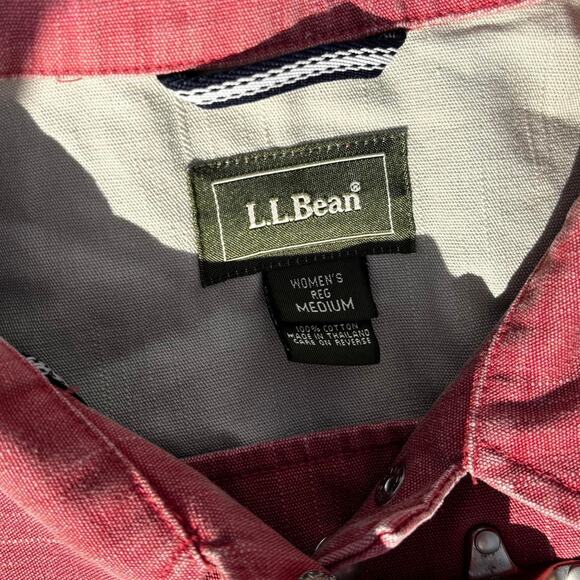 L.L.Bean®
WOMEN'S
REG
MEDIUM
100% COTTON
MADE IN THAILAND
CARE ON REVERSE